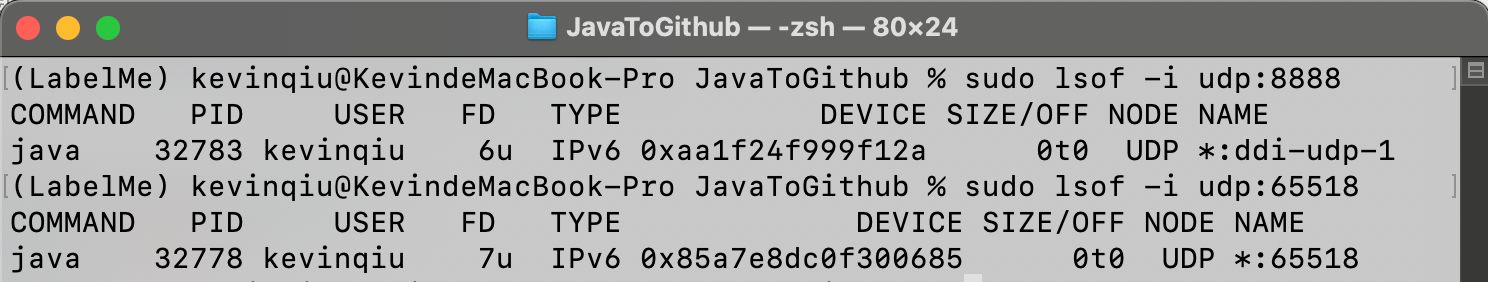 JavaToGithub — -zsh — 80×24
(LabelMe) kevinqiu@KevindeMacBook-Pro JavaToGithub % sudo lsof -i udp:8888
COMMAND   PID     USER   FD   TYPE           DEVICE SIZE/OFF NODE NAME
java    32783 kevinqiu    6u  IPv6 0xaa1f24f999f12a      0t0  UDP *:ddi-udp-1
(LabelMe) kevinqiu@KevindeMacBook-Pro JavaToGithub % sudo lsof -i udp:65518
COMMAND   PID     USER   FD   TYPE             DEVICE SIZE/OFF NODE NAME
java    32778 kevinqiu    7u  IPv6 0x85a7e8dc0f300685      0t0  UDP *:65518